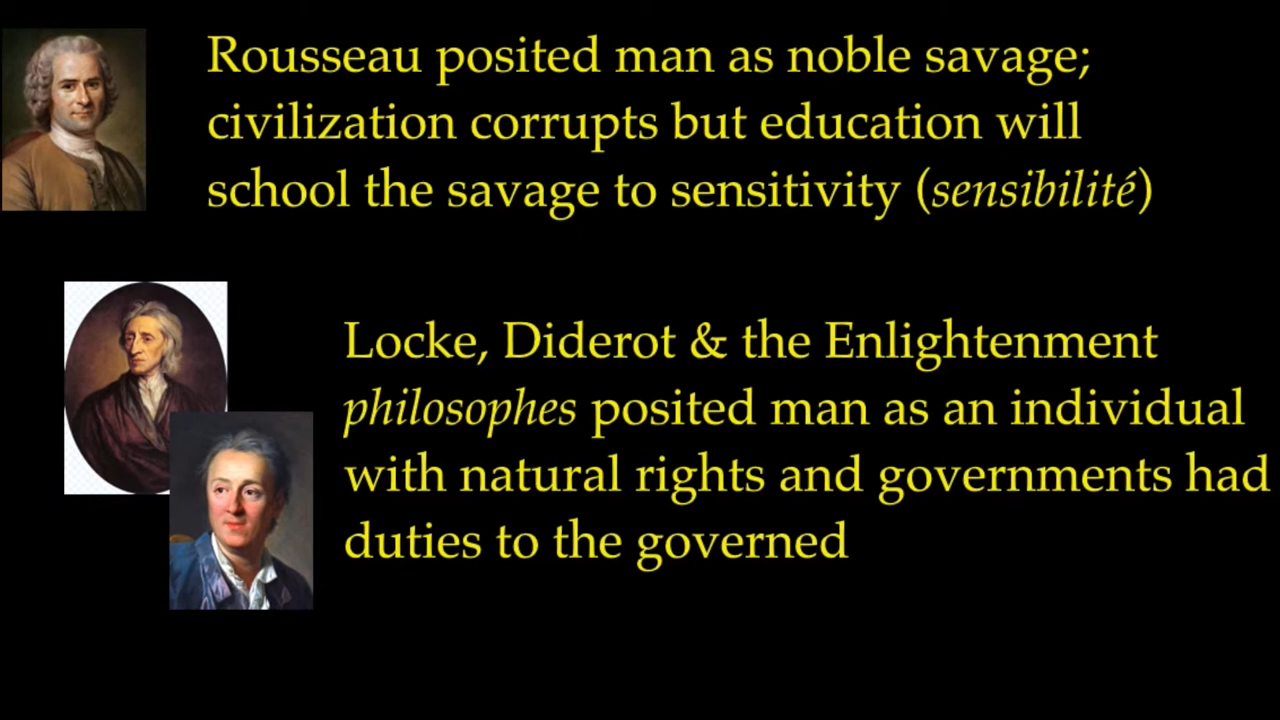 Rousseau posited man as noble savage;
civilization corrupts but education will
school the savage to sensitivity (sensibilité)
Locke, Diderot & the Enlightenment
philosophes posited man as an individual
with natural rights and governments had
duties to the governed